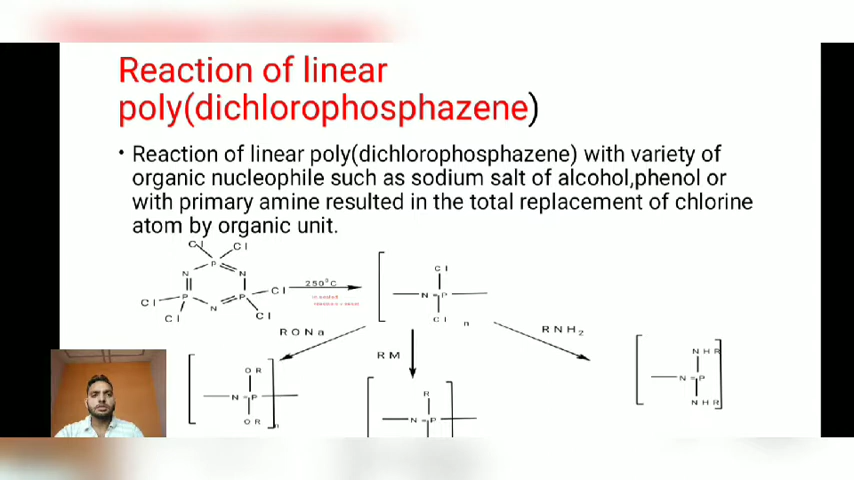 Reaction of linear
poly(dichlorophosphazene)
• Reaction of linear poly(dichlorophosphazene) with variety of
organic nucleophile such as sodium salt of alcohol,phenol or
with primary amine resulted in the total replacement of chlorine
atom by organic unit.
Cl Cl
P
N N
Cl P P Cl
N
Cl Cl
250°C
Cl
N P
Cl n
RONa
RM
RNH2
OR
N P
OR n
R
N P
NHR
N P
NHR